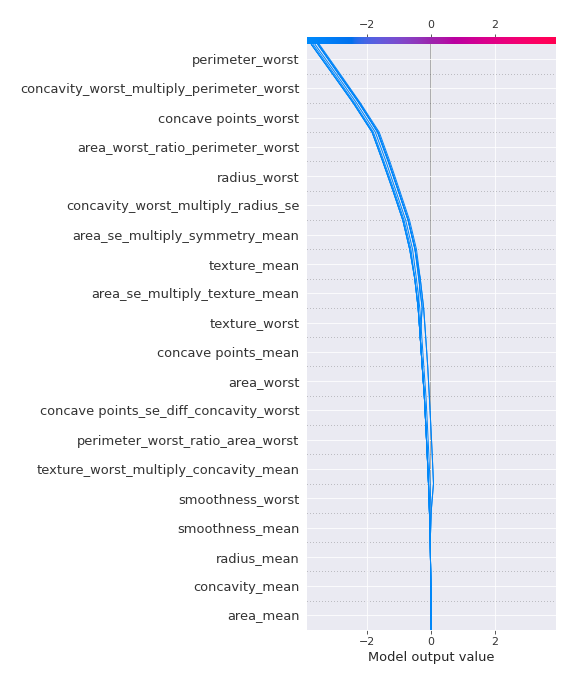 −2 0 2
perimeter_worst
concavity_worst_multiply_perimeter_worst
concave points_worst
area_worst_ratio_perimeter_worst
radius_worst
concavity_worst_multiply_radius_se
area_se_multiply_symmetry_mean
texture_mean
area_se_multiply_texture_mean
texture_worst
concave points_mean
area_worst
concave points_se_diff_concavity_worst
perimeter_worst_ratio_area_worst
texture_worst_multiply_concavity_mean
smoothness_worst
smoothness_mean
radius_mean
concavity_mean
area_mean
−2 0 2
Model output value